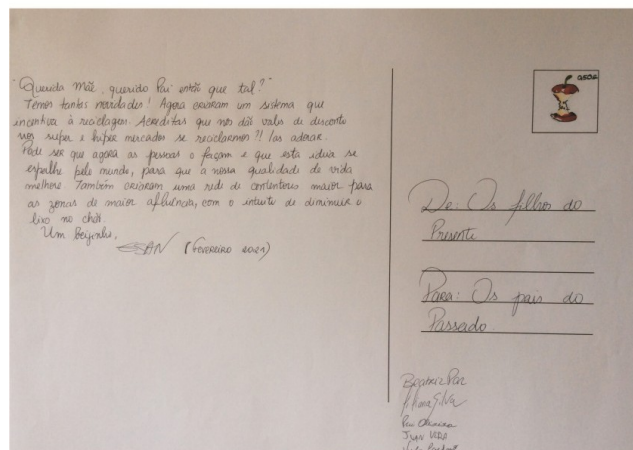 "Querida Mãe, querido Pai então que tal?"
Temos tantas novidades! Agora criaram um sistema que
incentiva à reciclagem. Acreditas que nos dão vales de desconto
nos super e hiper mercados se reciclarmos?! Ias adorar.
Pode ser que agora as pessoas o façam e que esta ideia se
espalhe pelo mundo, para que a nossa qualidade de vida
melhore. Também criaram uma rede de contentores maior para
as zonas de maior afluência, com o intuito de diminuir o
lixo no chão.
Um beijinho,
(FEVEREIRO 2021)
De: Os filhos do
Presente
Para: Os pais do
Passado
Beatriz Paz
Silva
JUAN VERA